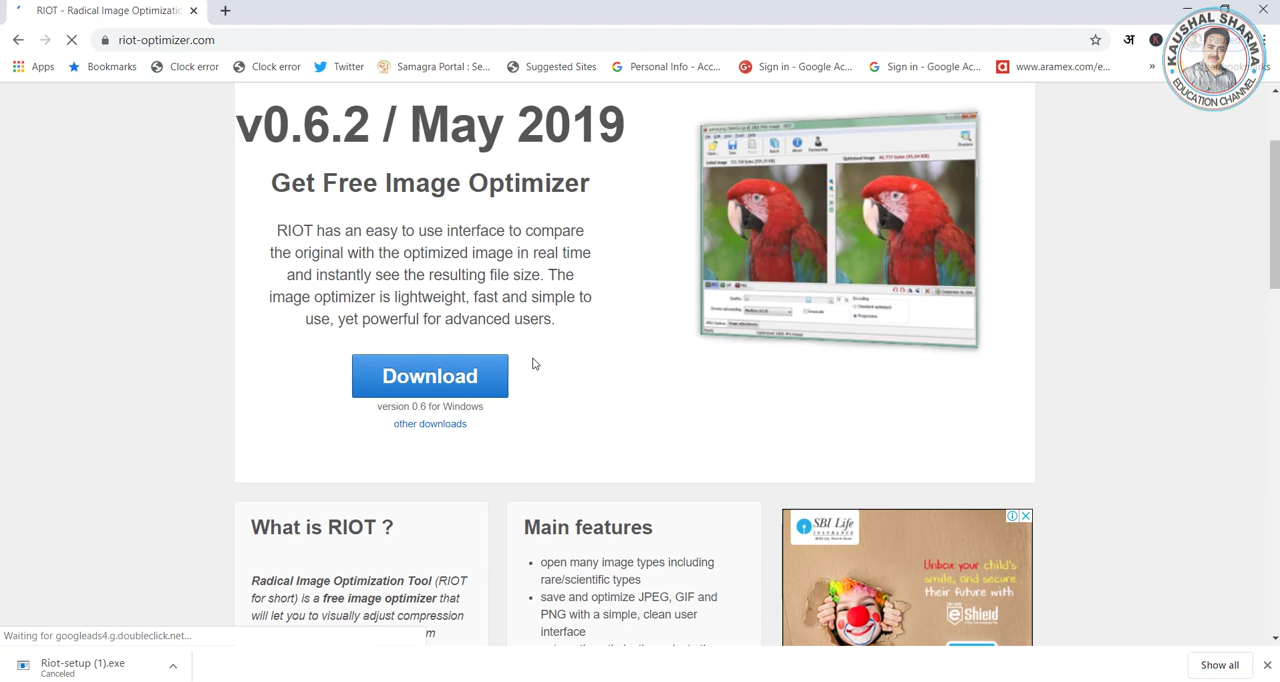 RIOT - Radical Image Optimizatic
riot-optimizer.com
अ
K
Apps
Bookmarks
Clock error
Clock error
Twitter
Samagra Portal : Se...
Suggested Sites
Personal Info - Acc...
Sign in - Google Ac...
Sign in - Google Ac...
www.aramex.com/e...
KAUSHAL SHARMA
EDUCATION CHANNEL
v0.6.2 / May 2019
Get Free Image Optimizer
RIOT has an easy to use interface to compare
the original with the optimized image in real time
and instantly see the resulting file size. The
image optimizer is lightweight, fast and simple to
use, yet powerful for advanced users.
Download
version 0.6 for Windows
other downloads
What is RIOT ?
Radical Image Optimization Tool (RIOT
for short) is a free image optimizer that
will let you to visually adjust compression
Main features
• open many image types including
rare/scientific types
• save and optimize JPEG, GIF and
PNG with a simple, clean user
interface
SBI Life
INSURANCE
Unbox your child's
smile, and secure
their future with
eShield
Waiting for googleads4.g.doubleclick.net...
Riot-setup (1).exe
Canceled
Show all